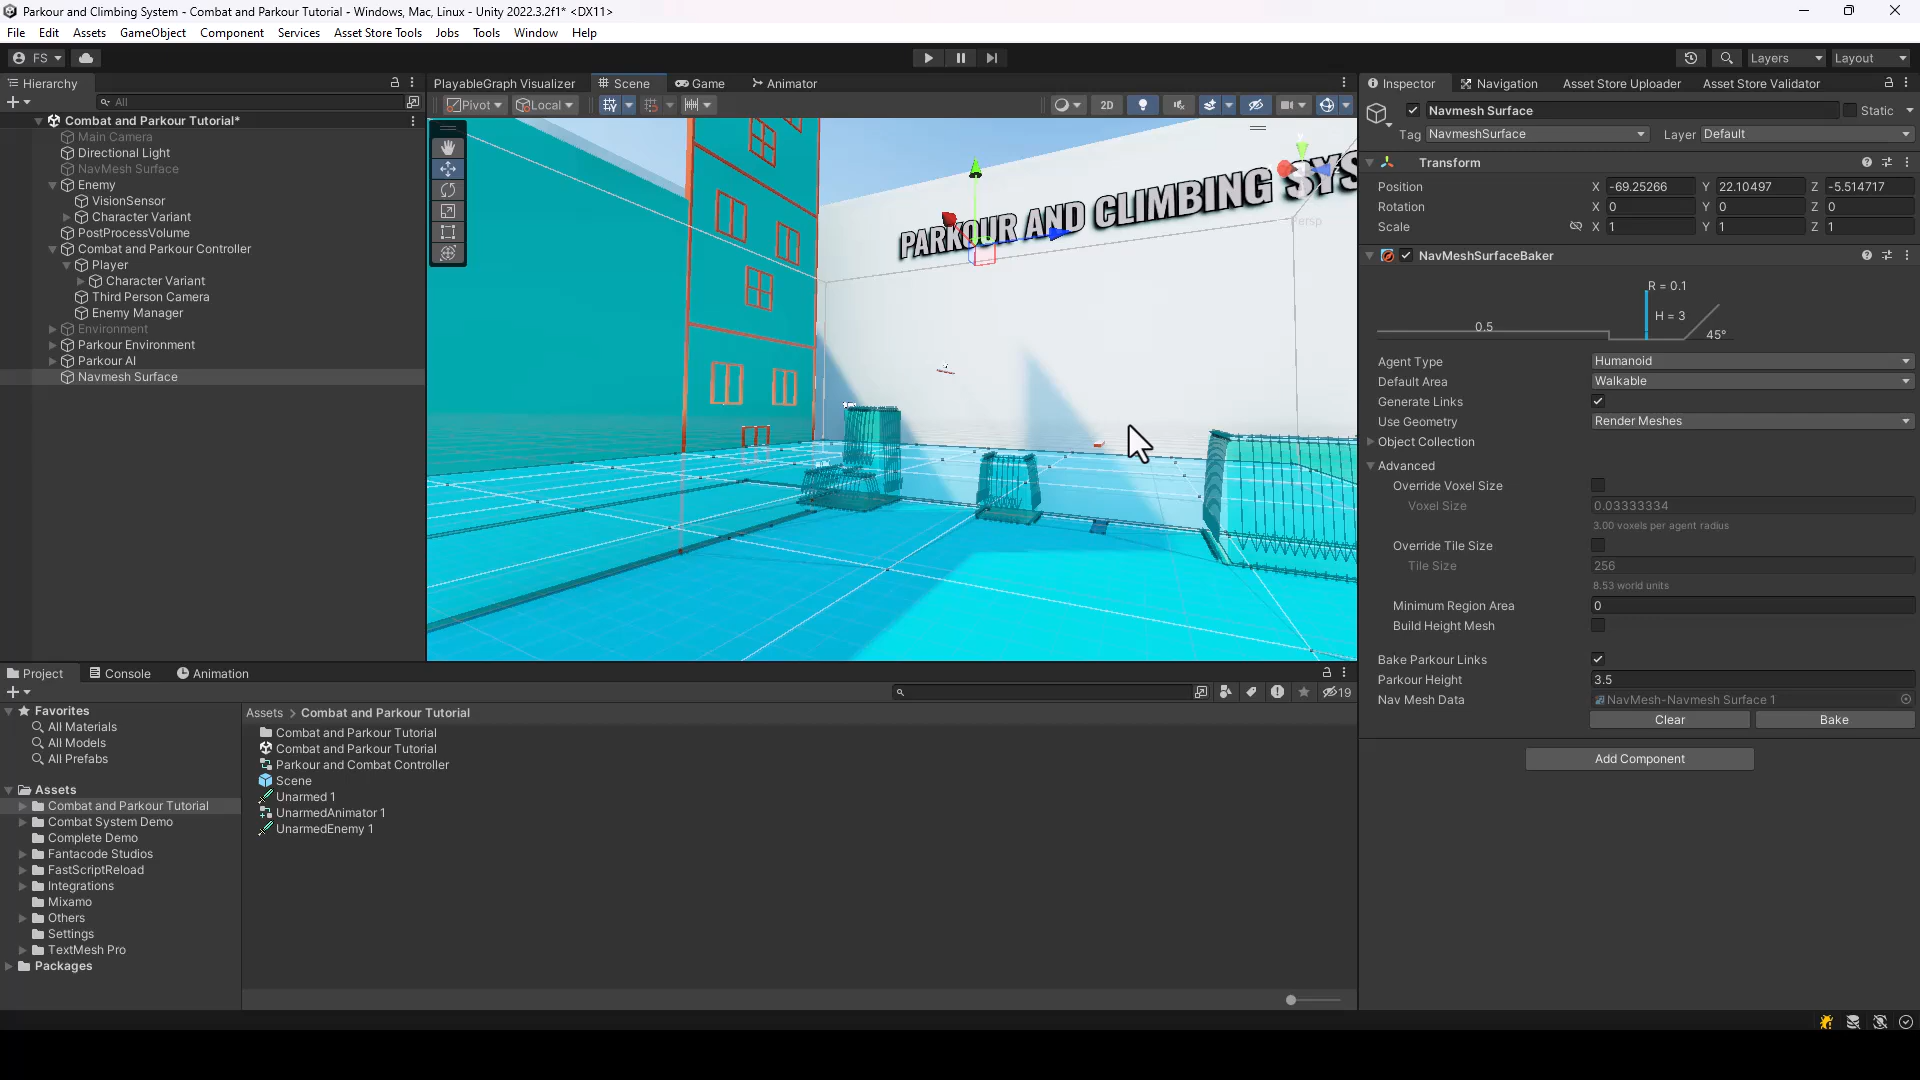 Parkour and Climbing System - Combat and Parkour Tutorial - Windows, Mac, Linux - Unity 2022.3.2f1* <DX11>
File Edit Assets GameObject Component Services Asset Store Tools Jobs Tools Window Help
FS Layers Layout
Hierarchy
All
Combat and Parkour Tutorial*
Main Camera
Directional Light
NavMesh Surface
Enemy
VisionSensor
Character Variant
PostProcessVolume
Combat and Parkour Controller
Player
Character Variant
Third Person Camera
Enemy Manager
Environment
Parkour Environment
Parkour AI
Navmesh Surface
PlayableGraph Visualizer Scene Game Animator
Pivot Local 2D
PARKOUR AND CLIMBING SYS
Persp
Inspector Navigation Asset Store Uploader Asset Store Validator
Navmesh Surface Static
Tag NavmeshSurface Layer Default
Transform
Position X -69.25266 Y 22.10497 Z -5.514717
Rotation X 0 Y 0 Z 0
Scale X 1 Y 1 Z 1
NavMeshSurfaceBaker
R = 0.1
H = 3
0.5
45°
Agent Type Humanoid
Default Area Walkable
Generate Links
Use Geometry Render Meshes
Object Collection
Advanced
Override Voxel Size
Voxel Size 0.03333334
3.00 voxels per agent radius
Override Tile Size
Tile Size 256
8.53 world units
Minimum Region Area 0
Build Height Mesh
Bake Parkour Links
Parkour Height 3.5
Nav Mesh Data NavMesh-Navmesh Surface 1
Clear Bake
Add Component
Project Console Animation
19
Favorites
All Materials
All Models
All Prefabs
Assets
Combat and Parkour Tutorial
Combat System Demo
Complete Demo
Fantacode Studios
FastScriptReload
Integrations
Mixamo
Others
Settings
TextMesh Pro
Packages
Assets > Combat and Parkour Tutorial
Combat and Parkour Tutorial
Combat and Parkour Tutorial
Parkour and Combat Controller
Scene
Unarmed 1
UnarmedAnimator 1
UnarmedEnemy 1